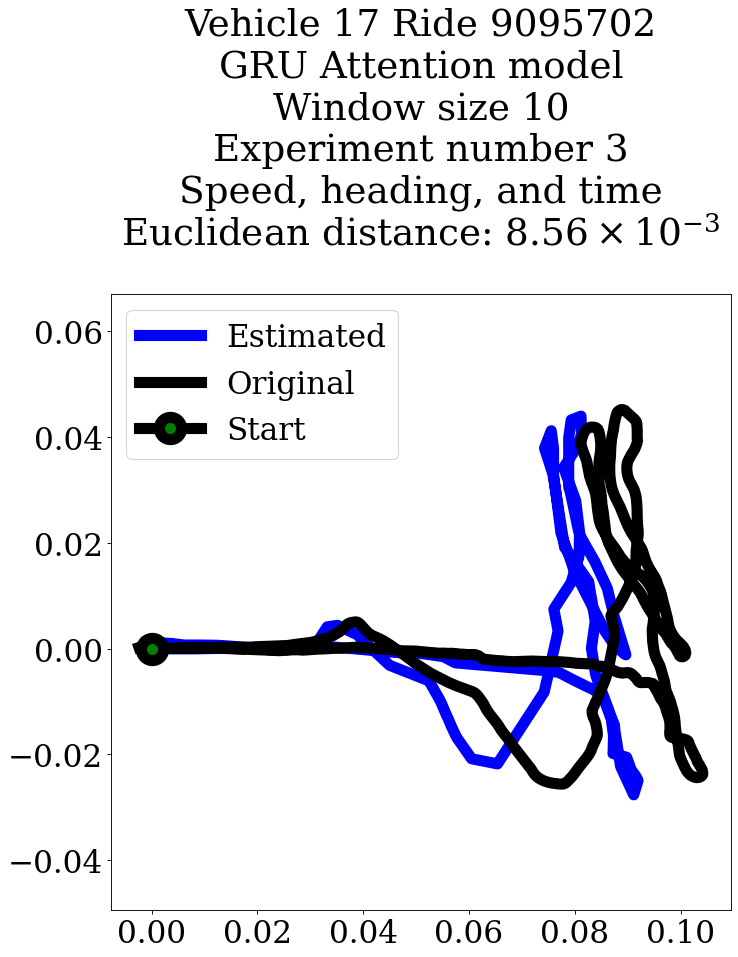 Vehicle 17 Ride 9095702
GRU Attention model
Window size 10
Experiment number 3
Speed, heading, and time
Euclidean distance: 8.56 × 10⁻³
Estimated
Original
Start
0.06
0.04
0.02
0.00
−0.02
−0.04
0.00 0.02 0.04 0.06 0.08 0.10